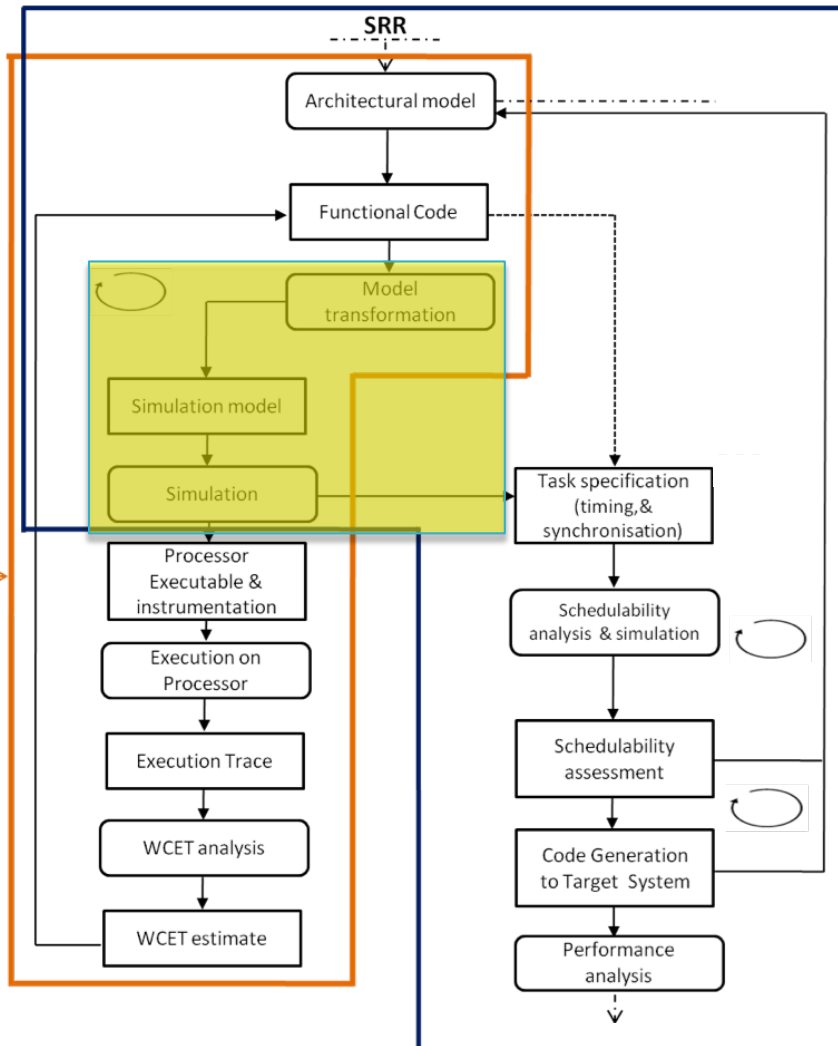 SRR
Architectural model
Functional Code
Model
transformation
Simulation model
Simulation
Task specification
(timing,&
synchronisation)
Processor
Executable &
instrumentation
Schedulability
analysis & simulation
Execution on
Processor
Execution Trace
Schedulability
assessment
WCET analysis
Code Generation
to Target System
WCET estimate
Performance
analysis